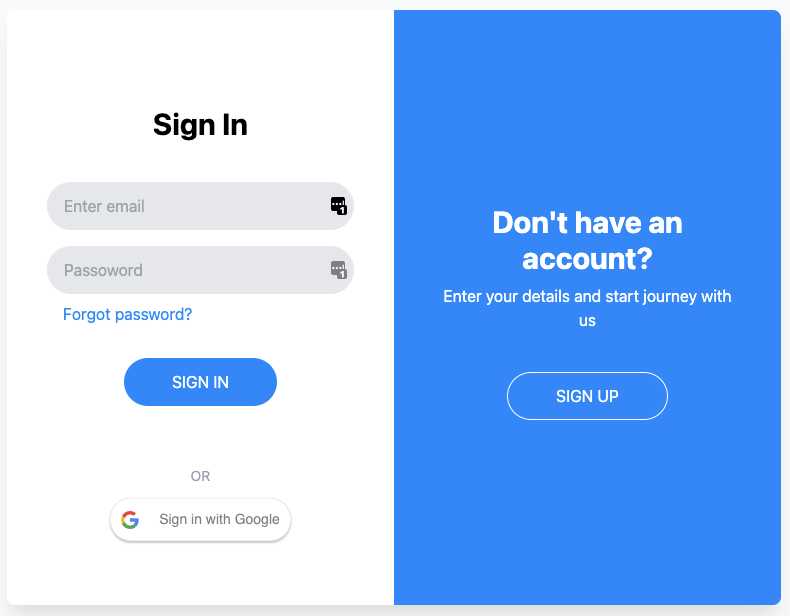 Sign In
Enter email
Passoword
Forgot password?
SIGN IN
OR
Sign in with Google
Don't have an
account?
Enter your details and start journey with
us
SIGN UP